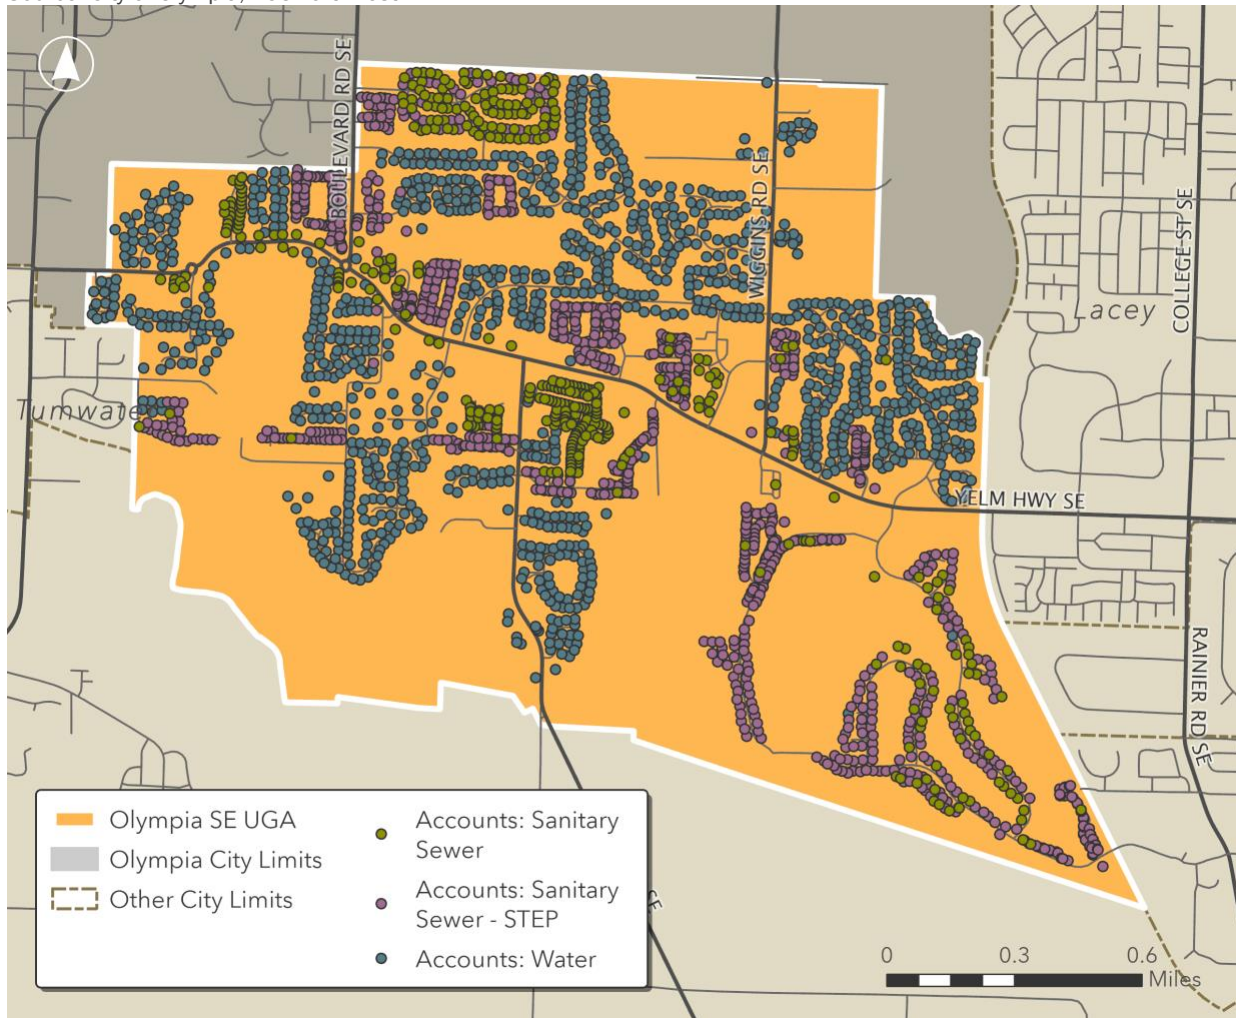 BOULEVARD RD SE
WIGGINS RD SE
COLLEGE ST SE
Lacey
Tumwater
YELM HWY SE
RAINIER RD SE
Olympia SE UGA
Olympia City Limits
Other City Limits
Accounts: Sanitary
Sewer
Accounts: Sanitary
Sewer - STEP
Accounts: Water
0 0.3 0.6
Miles